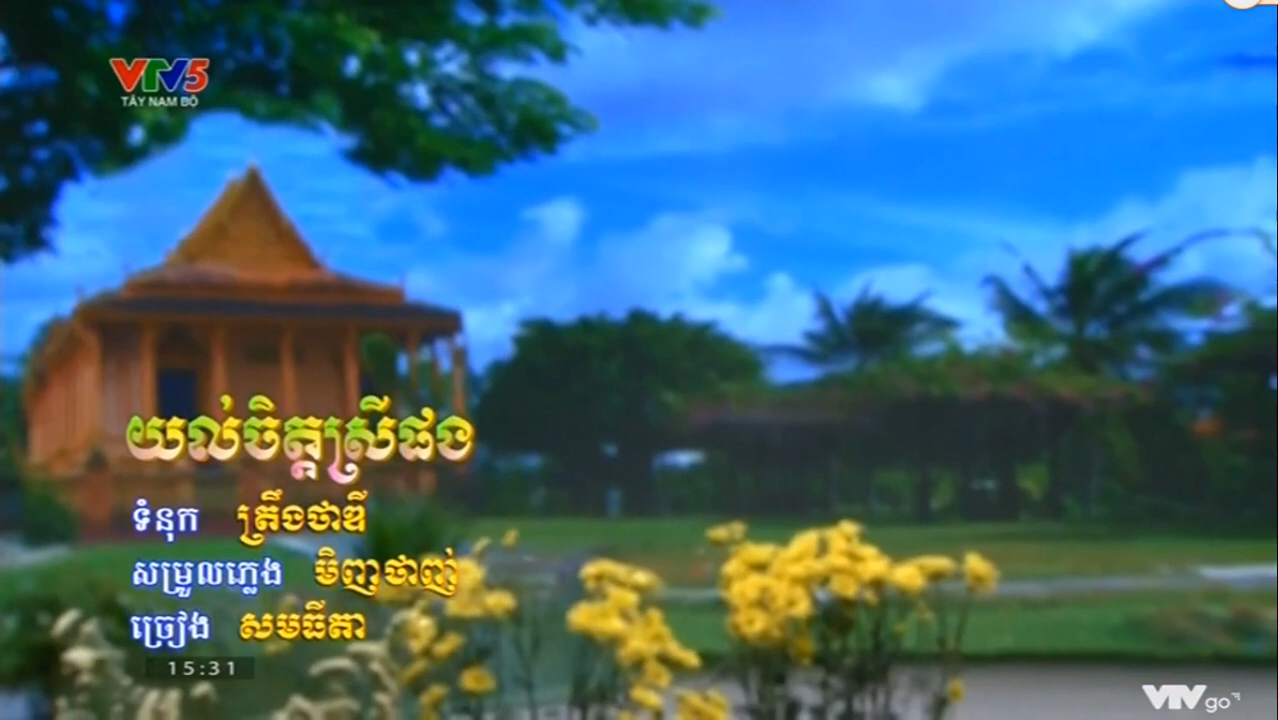 VTV5
TÂY NAM BỘ
យល់ចិត្តស្រីផង
ទំនុក ត្រឹងថាឌី
សម្រួលភ្លេង មិញថាញ់
ច្រៀង សមធីតា
15:31
VTVgo